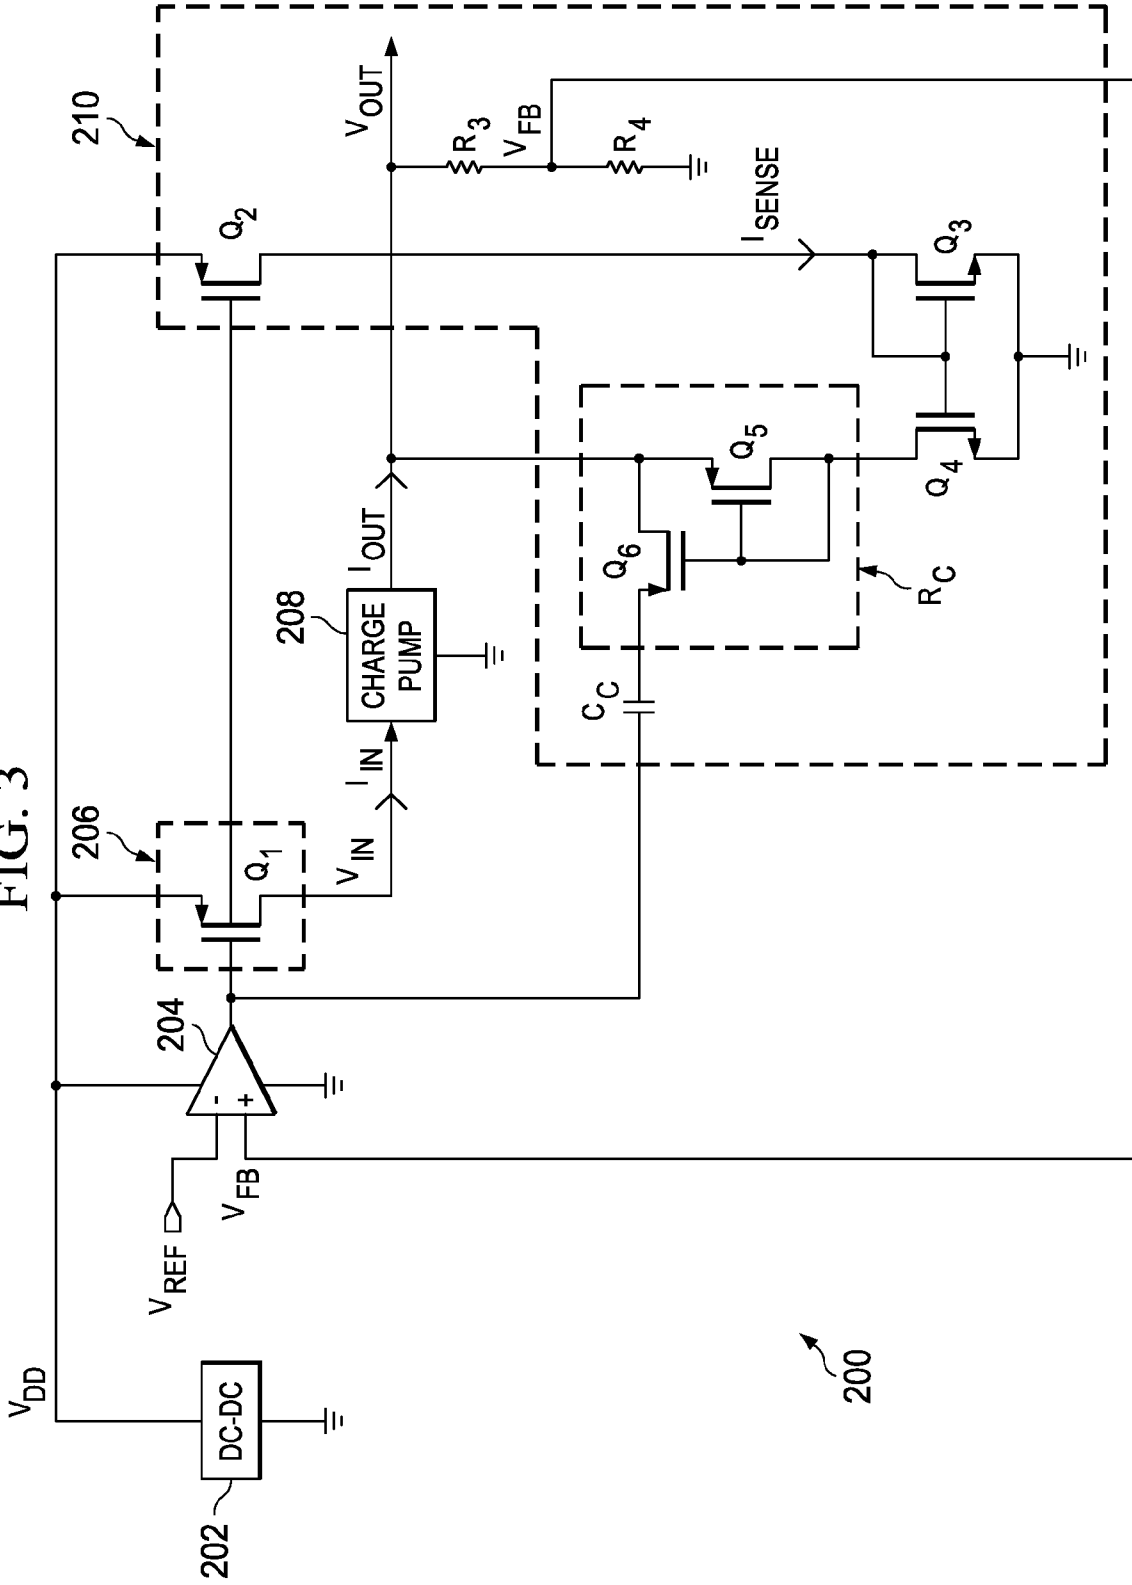 FIG. 3
V_DD
DC-DC
202
V_REF
V_FB
-
+
204
206
Q_1
V_IN
I_IN
208
CHARGE
PUMP
I_OUT
V_OUT
210
Q_2
R_3
V_FB
R_4
I_SENSE
Q_3
Q_4
Q_5
Q_6
R_C
C_C
200